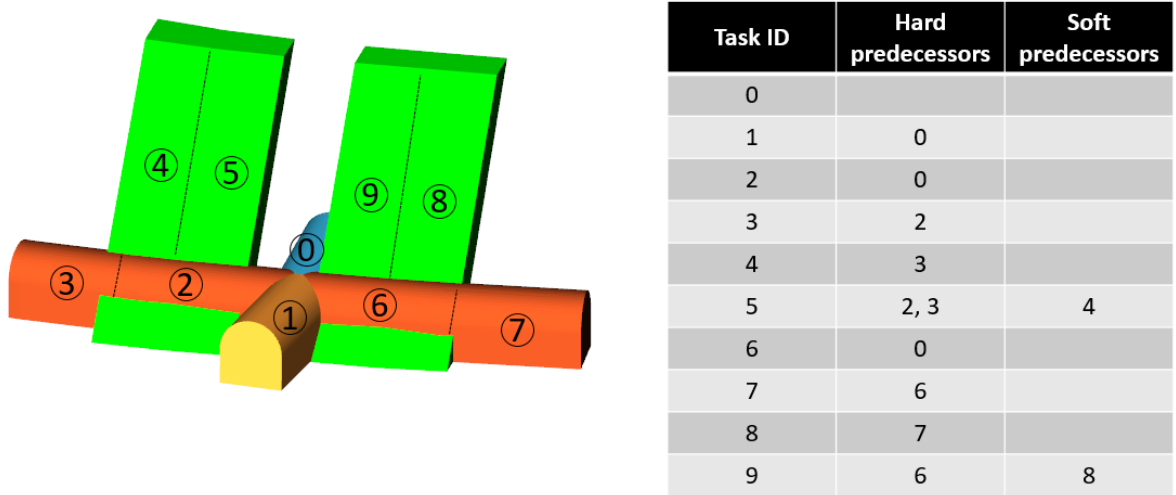 ④ ⑤ ⑨ ⑧
⓪
③ ② ① ⑥ ⑦
Task ID Hard predecessors Soft predecessors
0
1 0
2 0
3 2
4 3
5 2, 3 4
6 0
7 6
8 7
9 6 8